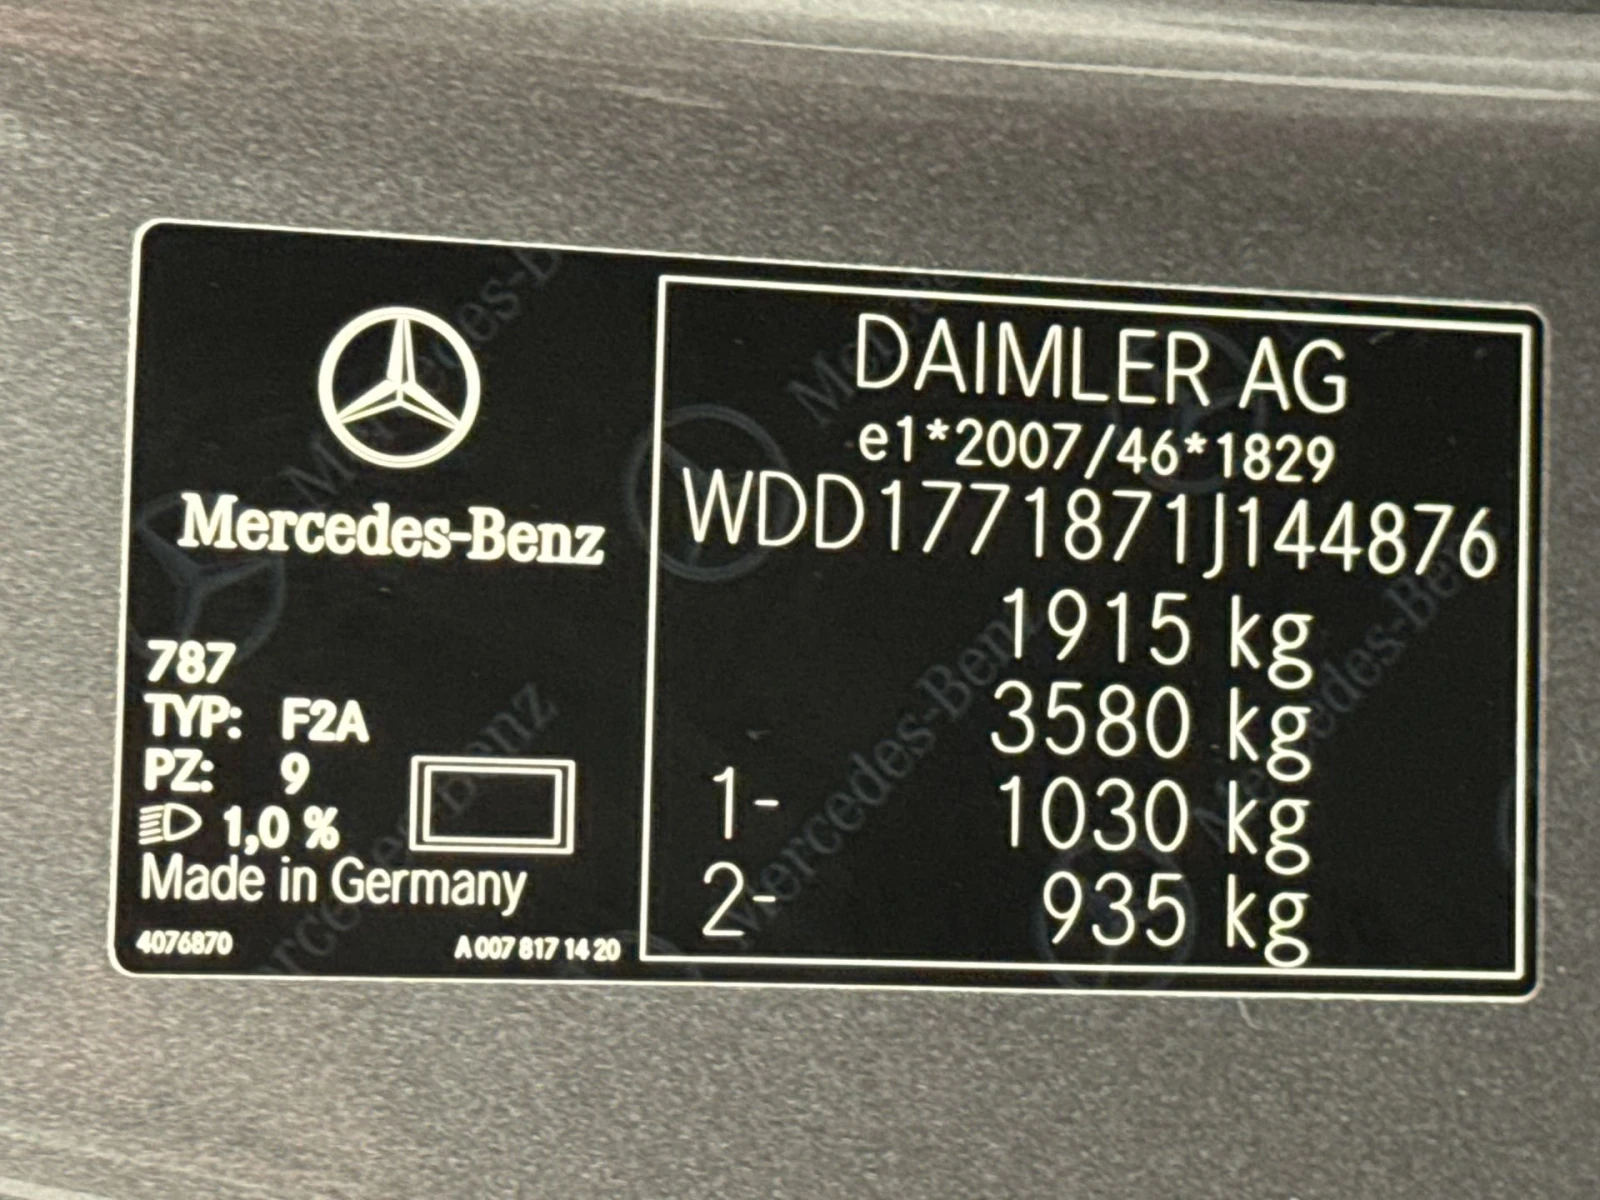 Mercedes-Benz
787
TYP: F2A
PZ: 9
1,0 %
Made in Germany
4076870
A 007 817 14 20
DAIMLER AG
e1*2007/46*1829
WDD1771871J144876
1915 kg
3580 kg
1- 1030 kg
2- 935 kg